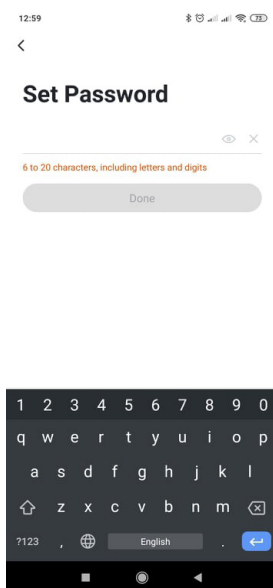 12:59
73
Set Password
6 to 20 characters, including letters and digits
Done
1 2 3 4 5 6 7 8 9 0
q w e r t y u i o p
a s d f g h j k l
z x c v b n m
?123 , English .